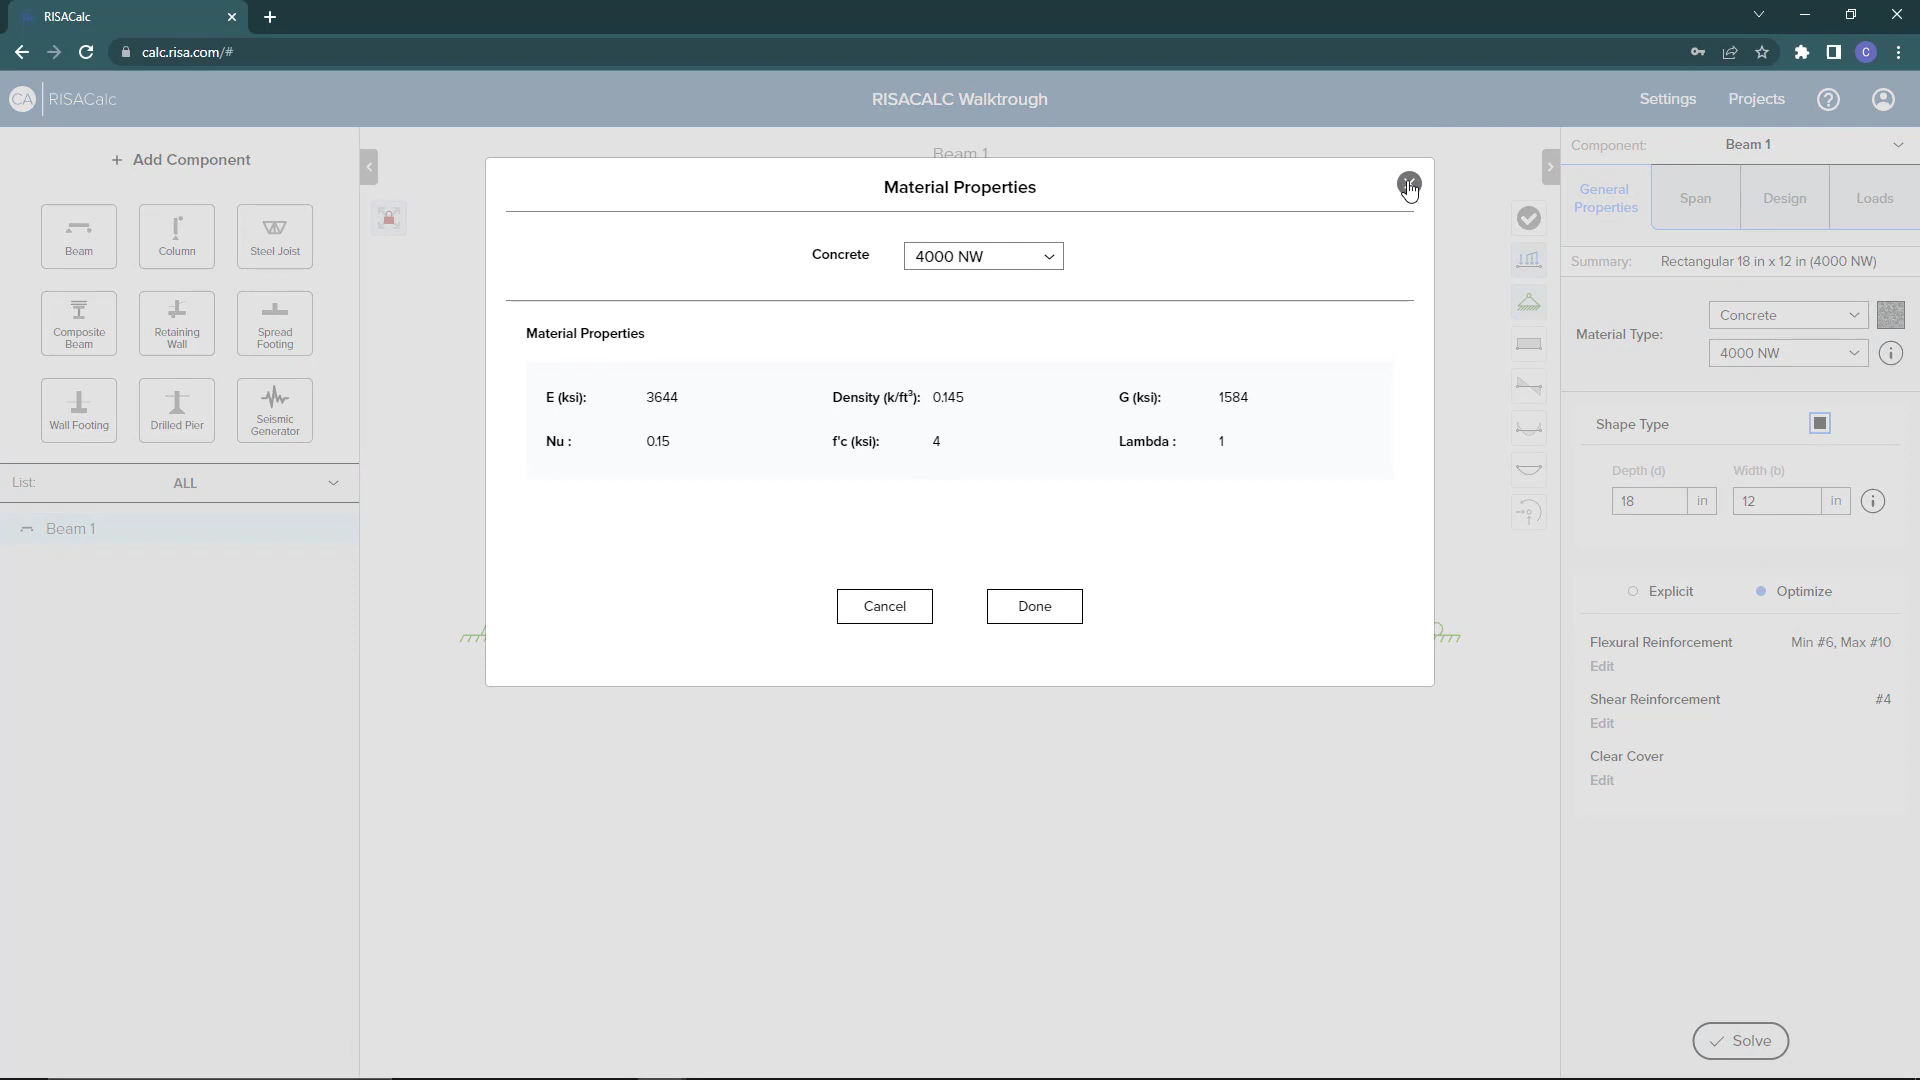 RISACalc
calc.risa.com/#
C
CA RISACalc
RISACALC Walktrough
Settings
Projects
?
+ Add Component
Beam
Column
Steel Joist
Composite
Beam
Retaining
Wall
Spread
Footing
Wall Footing
Drilled Pier
Seismic
Generator
List:
ALL
Beam 1
Beam 1
Material Properties
Concrete
4000 NW
Material Properties
E (ksi):
3644
Density (k/ft³):
0.145
G (ksi):
1584
Nu :
0.15
f'c (ksi):
4
Lambda :
1
Cancel
Done
Component:
Beam 1
General
Properties
Span
Design
Loads
Summary:
Rectangular 18 in x 12 in (4000 NW)
Material Type:
Concrete
4000 NW
i
Shape Type
Depth (d)
Width (b)
18
in
12
in
i
Explicit
Optimize
Flexural Reinforcement
Min #6, Max #10
Edit
Shear Reinforcement
#4
Edit
Clear Cover
Edit
Solve